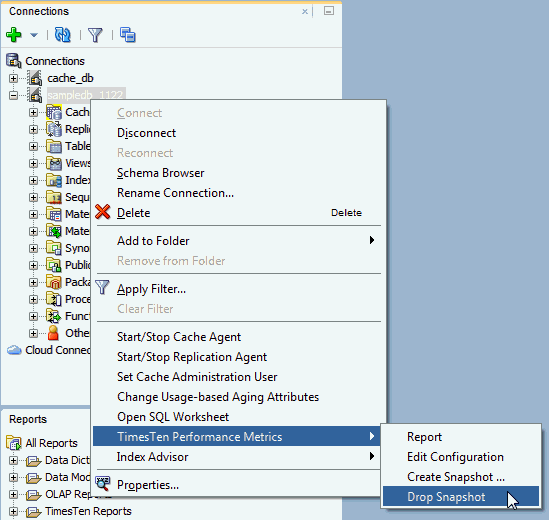 Connections
Connections
cache_db
sampledb_1122
Cach
Replic
Table
Views
Index
Sequ
Mate
Mate
Syno
Public
Packa
Proce
Funct
Othe
Cloud Connec
Connect
Disconnect
Reconnect
Schema Browser
Rename Connection...
Delete Delete
Add to Folder
Remove from Folder
Apply Filter...
Clear Filter
Start/Stop Cache Agent
Start/Stop Replication Agent
Set Cache Administration User
Change Usage-based Aging Attributes
Open SQL Worksheet
TimesTen Performance Metrics
Index Advisor
Properties...
Report
Edit Configuration
Create Snapshot ...
Drop Snapshot
Reports
All Reports
Data Dict
Data Mod
OLAP Repor
TimesTen Reports